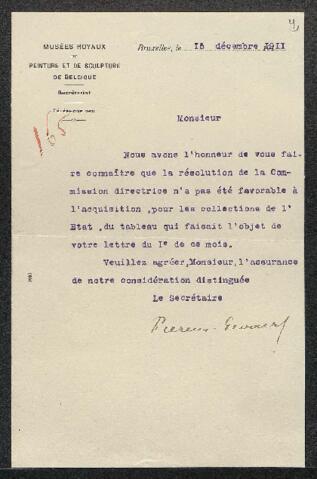 MUSÉES ROYAUX
DE
PEINTURE ET DE SCULPTURE
DE BELGIQUE
Secrétariat
Bruxelles, le 15 décembre 1911
Monsieur
Nous avons l'honneur de vous fai-
re connaître que la résolution de la Com-
mission directrice n'a pas été favorable à
l'acquisition ,pour les collections de l'
Etat ,du tableau qui faisait l'objet de
votre lettre du Ie de ce mois.
Veuillez agréer,Monsieur,l'assurance
de notre considération distinguée
Le Secrétaire